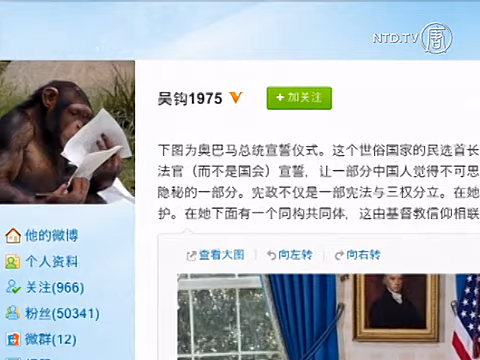 NTD.TV 唐
吴钩1975
+ 加关注
下图为奥巴马总统宣誓仪式。这个世俗国家的民选首长
法官（而不是国会）宣誓，让一部分中国人觉得不可思
隐秘的一部分。宪政不仅是一部宪法与三权分立。在她
护。在她下面有一个同构共同体，这由基督教信仰相联
查看大图 向左转 向右转
他的微博
个人资料
关注(966)
粉丝(50341)
微群(12)